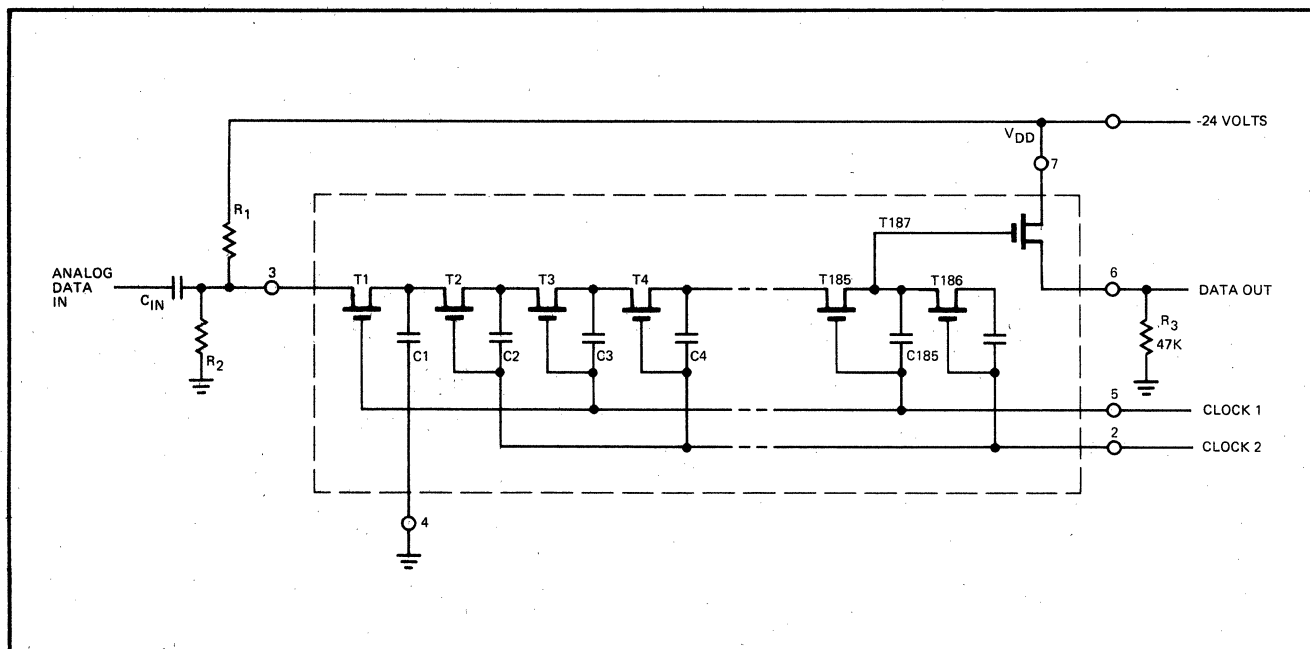 -24 VOLTS
VDD
7
R1
T187
ANALOG DATA IN
CIN
3
T1
T2
T3
T4
T185
T186
6
DATA OUT
R2
C1
C2
C3
C4
C185
R3
47K
5
CLOCK 1
2
CLOCK 2
4